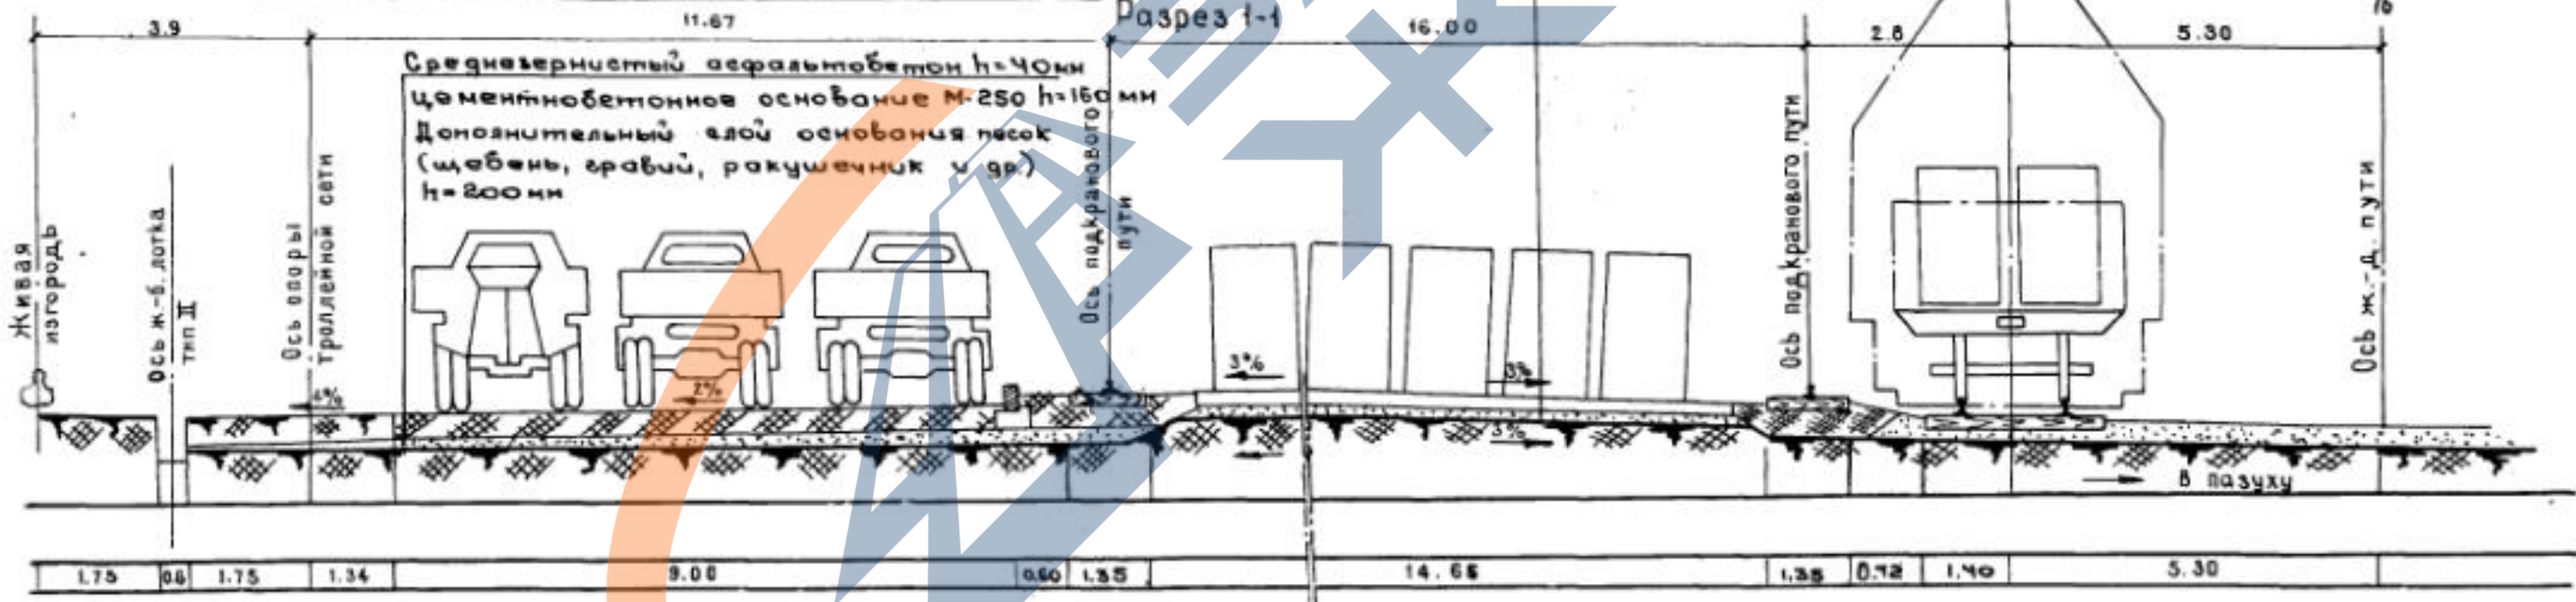 Разрез 1-1
3.9
11.67
16.00
2.8
5.30
Среднезернистый асфальтобетон h=40мм
цементнобетонное основание М-250 h=160 мм
Дополнительный слой основания песок
(щебень, гравий, ракушечник и др.)
h=200мм
Живая
изгородь
Ось ж.-б. лотка
тип II
Ось опоры
троллейной сети
Ось подкранового
пути
Ось подкранового пути
Ось ж.-д. пути
2%
3%
3%
3%
В пазуху
1.75
0.6
1.75
1.34
9.00
0.60
1.35
14.65
1.35
0.72
1.40
5.30